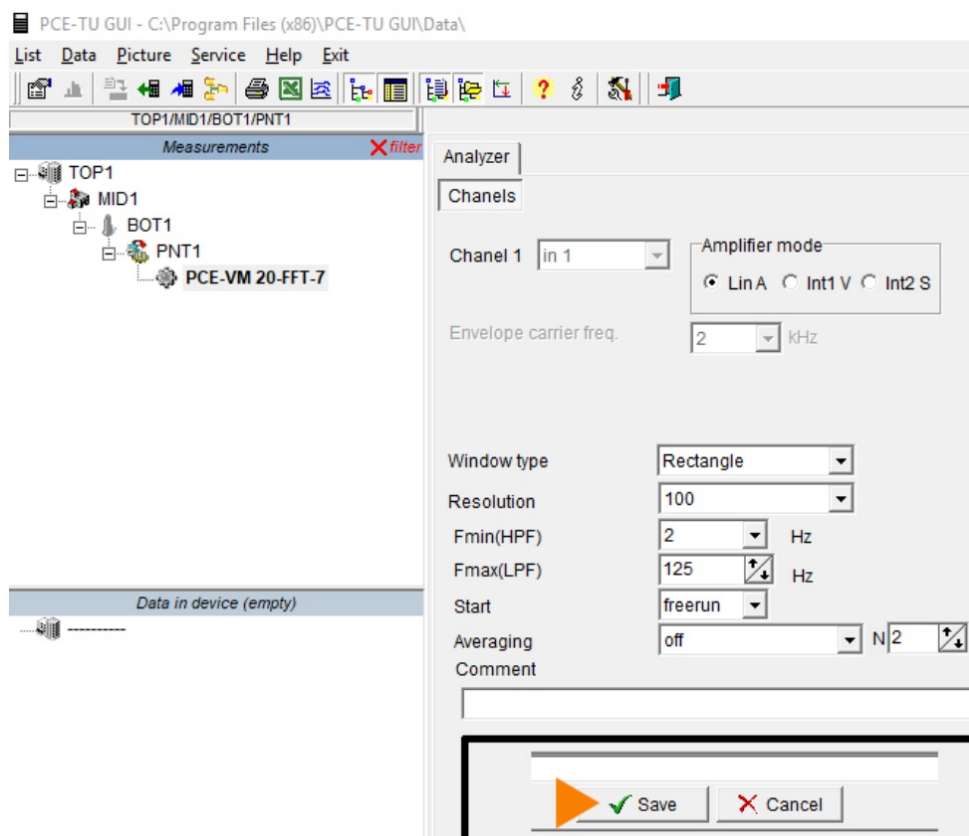 PCE-TU GUI - C:\Program Files (x86)\PCE-TU GUI\Data\
List Data Picture Service Help Exit
TOP1/MID1/BOT1/PNT1
Measurements filter
TOP1
MID1
BOT1
PNT1
PCE-VM 20-FFT-7
Data in device (empty)
----------
Analyzer
Chanels
Chanel 1 in 1
Amplifier mode
Lin A Int1 V Int2 S
Envelope carrier freq. 2 kHz
Window type Rectangle
Resolution 100
Fmin(HPF) 2 Hz
Fmax(LPF) 125 Hz
Start freerun
Averaging off N 2
Comment
Save Cancel